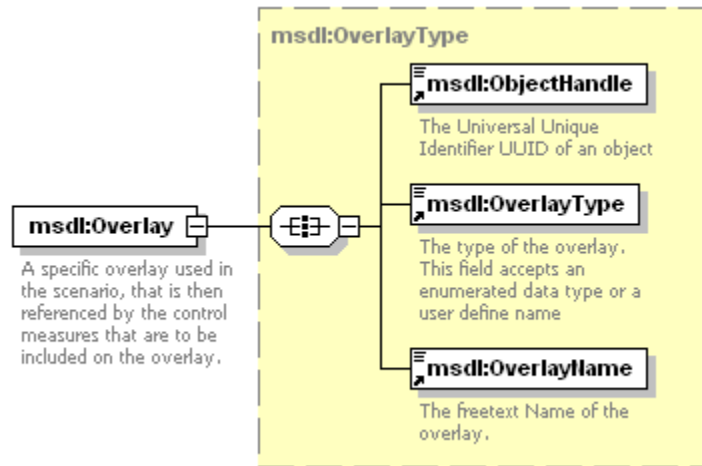 msdl:OverlayType
msdl:ObjectHandle
The Universal Unique
Identifier UUID of an object
msdl:Overlay
A specific overlay used in
the scenario, that is then
referenced by the control
measures that are to be
included on the overlay.
msdl:OverlayType
The type of the overlay.
This field accepts an
enumerated data type or a
user define name
msdl:OverlayName
The freetext Name of the
overlay.